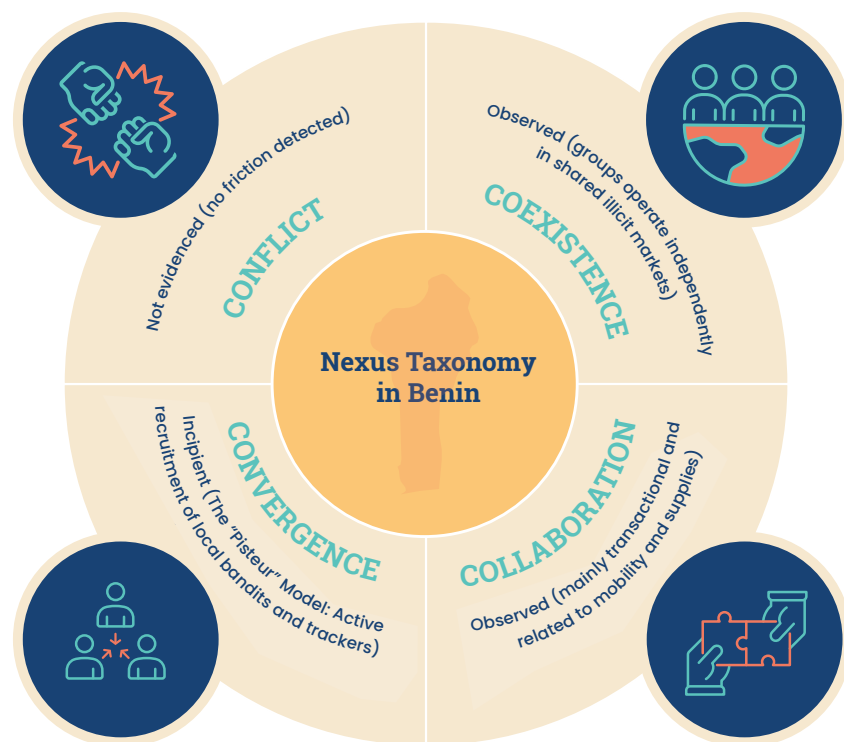 Not evidenced (no friction detected)
CONFLICT
Observed (groups operate independently
in shared illicit markets)
COEXISTENCE
Nexus Taxonomy
in Benin
CONVERGENCE
Incipient (The “Pisteur” Model: Active
recruitment of local bandits and trackers)
COLLABORATION
Observed (mainly transactional and
related to mobility and supplies)